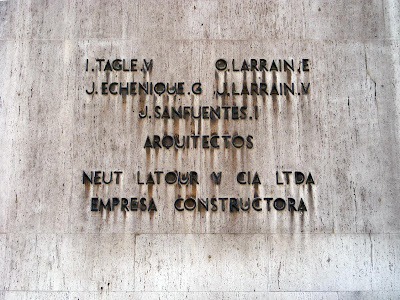 I.TAGLE.V O.LARRAIN.E
J.ECHENIQUE.G J.LARRAIN.V
J.SANFUENTES.I
ARQUITECTOS
NEUT LATOUR Y CIA LTDA
EMPRESA CONSTRUCTORA